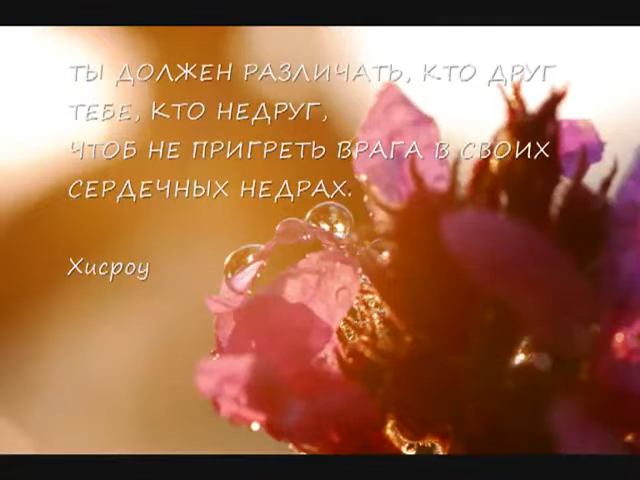 ТЫ ДОЛЖЕН РАЗЛИЧАТЬ, КТО ДРУГ
ТЕБЕ, КТО НЕДРУГ,
ЧТОБ НЕ ПРИГРЕТЬ ВРАГА В СВОИХ
СЕРДЕЧНЫХ НЕДРАХ.
Хисроу